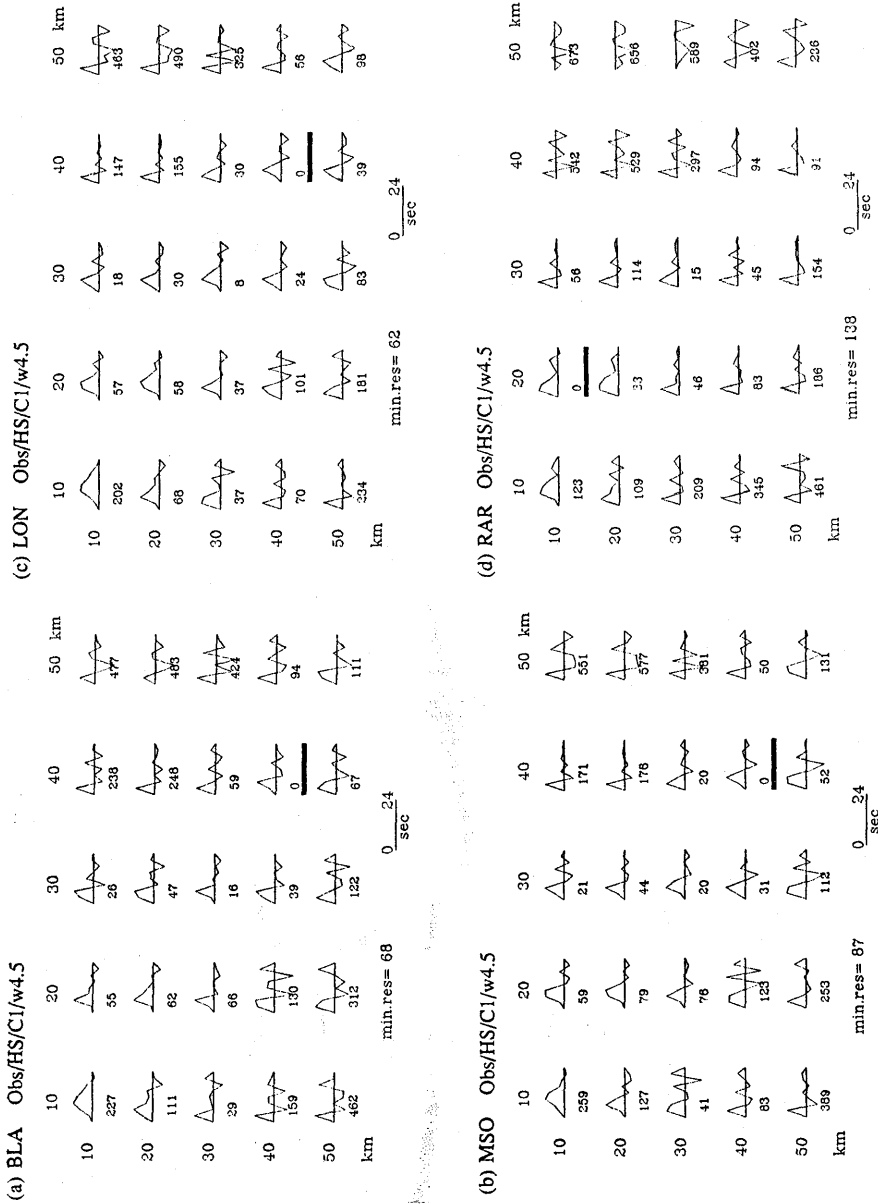 (a) BLA Obs/HS/C1/w4.5
10 20 30 40 50 km
10
227 55 26 238 477
20
111 62 47 248 483
30
29 66 16 59 424
40
159 130 39 0 94
50
462 312 122 67 111
km
min.res= 68
0 24
sec
(b) MSO Obs/HS/C1/w4.5
10 20 30 40 50 km
10
259 59 21 171 551
20
127 79 44 176 577
30
41 76 20 20 381
40
83 123 31 0 50
50
389 253 112 52 131
km
min.res= 87
0 24
sec
(c) LON Obs/HS/C1/w4.5
10 20 30 40 50 km
10
202 57 18 147 463
20
68 58 30 155 490
30
37 37 8 30 325
40
70 101 24 0 56
50
234 181 83 39 98
km
min.res= 62
0 24
sec
(d) RAR Obs/HS/C1/w4.5
10 20 30 40 50 km
10
123 0 56 542 673
20
109 33 114 529 656
30
209 46 15 297 589
40
345 83 45 94 402
50
461 186 154 91 236
km
min.res= 138
0 24
sec